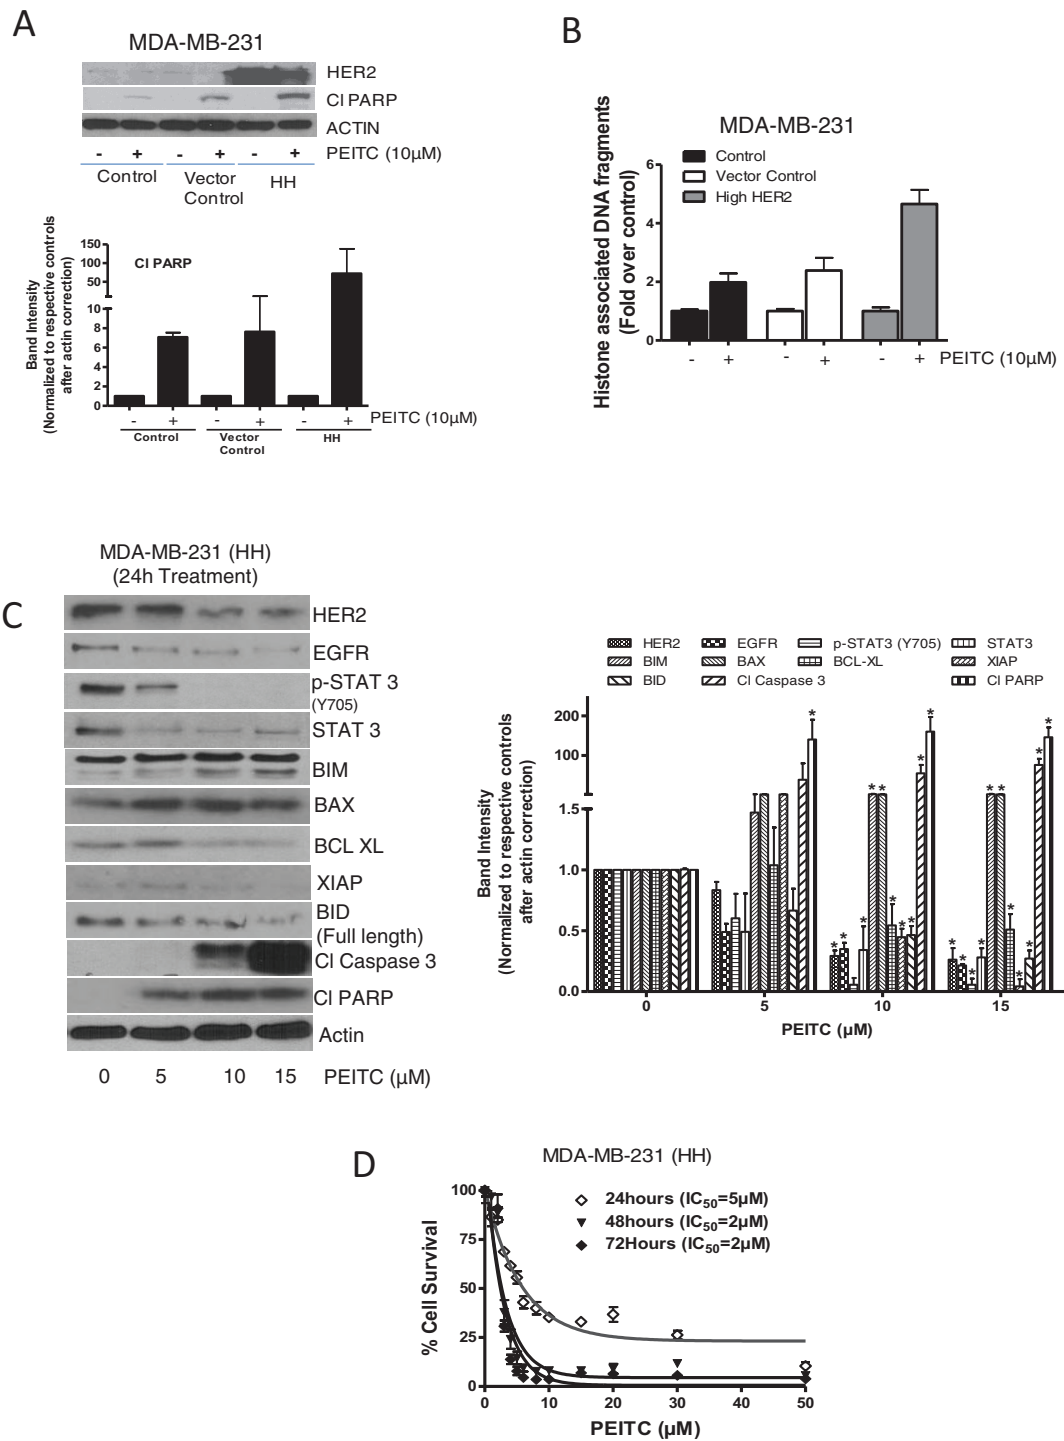 A
MDA-MB-231
HER2
Cl PARP
ACTIN
- + - + - + PEITC (10µM)
Control Vector Control HH
Band Intensity
(Normalized to respective controls
after actin correction)
150
100
50
10
8
6
4
2
0
Cl PARP
- + - + - + PEITC (10µM)
Control Vector Control HH
B
MDA-MB-231
Histone associated DNA fragments
(Fold over control)
6
4
2
0
Control
Vector Control
High HER2
- + - + - + PEITC (10µM)
C
MDA-MB-231 (HH)
(24h Treatment)
HER2
EGFR
p-STAT 3
(Y705)
STAT 3
BIM
BAX
BCL XL
XIAP
BID
(Full length)
Cl Caspase 3
Cl PARP
Actin
0 5 10 15 PEITC (µM)
HER2 EGFR p-STAT3 (Y705) STAT3
BIM BAX BCL-XL XIAP
BID Cl Caspase 3 Cl PARP
Band Intensity
(Normalized to respective controls
after actin correction)
200
100
1.5
1.0
0.5
0.0
* * * * * * * * * * * * * * * * * * * *
0 5 10 15
PEITC (µM)
D
MDA-MB-231 (HH)
% Cell Survival
100
75
50
25
0
24hours (IC50=5µM)
48hours (IC50=2µM)
72Hours (IC50=2µM)
0 10 20 30 40 50
PEITC (µM)